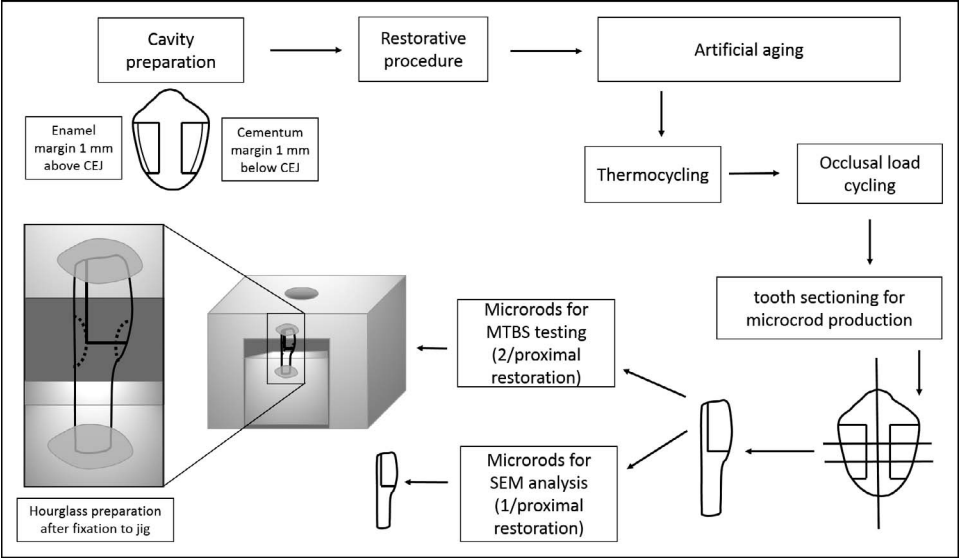 Cavity
preparation
Restorative
procedure
Artificial aging
Enamel
margin 1 mm
above CEJ
Cementum
margin 1 mm
below CEJ
Thermocycling
Occlusal load
cycling
tooth sectioning for
microcrod production
Microrods for
MTBS testing
(2/proximal
restoration)
Microrods for
SEM analysis
(1/proximal
restoration)
Hourglass preparation
after fixation to jig